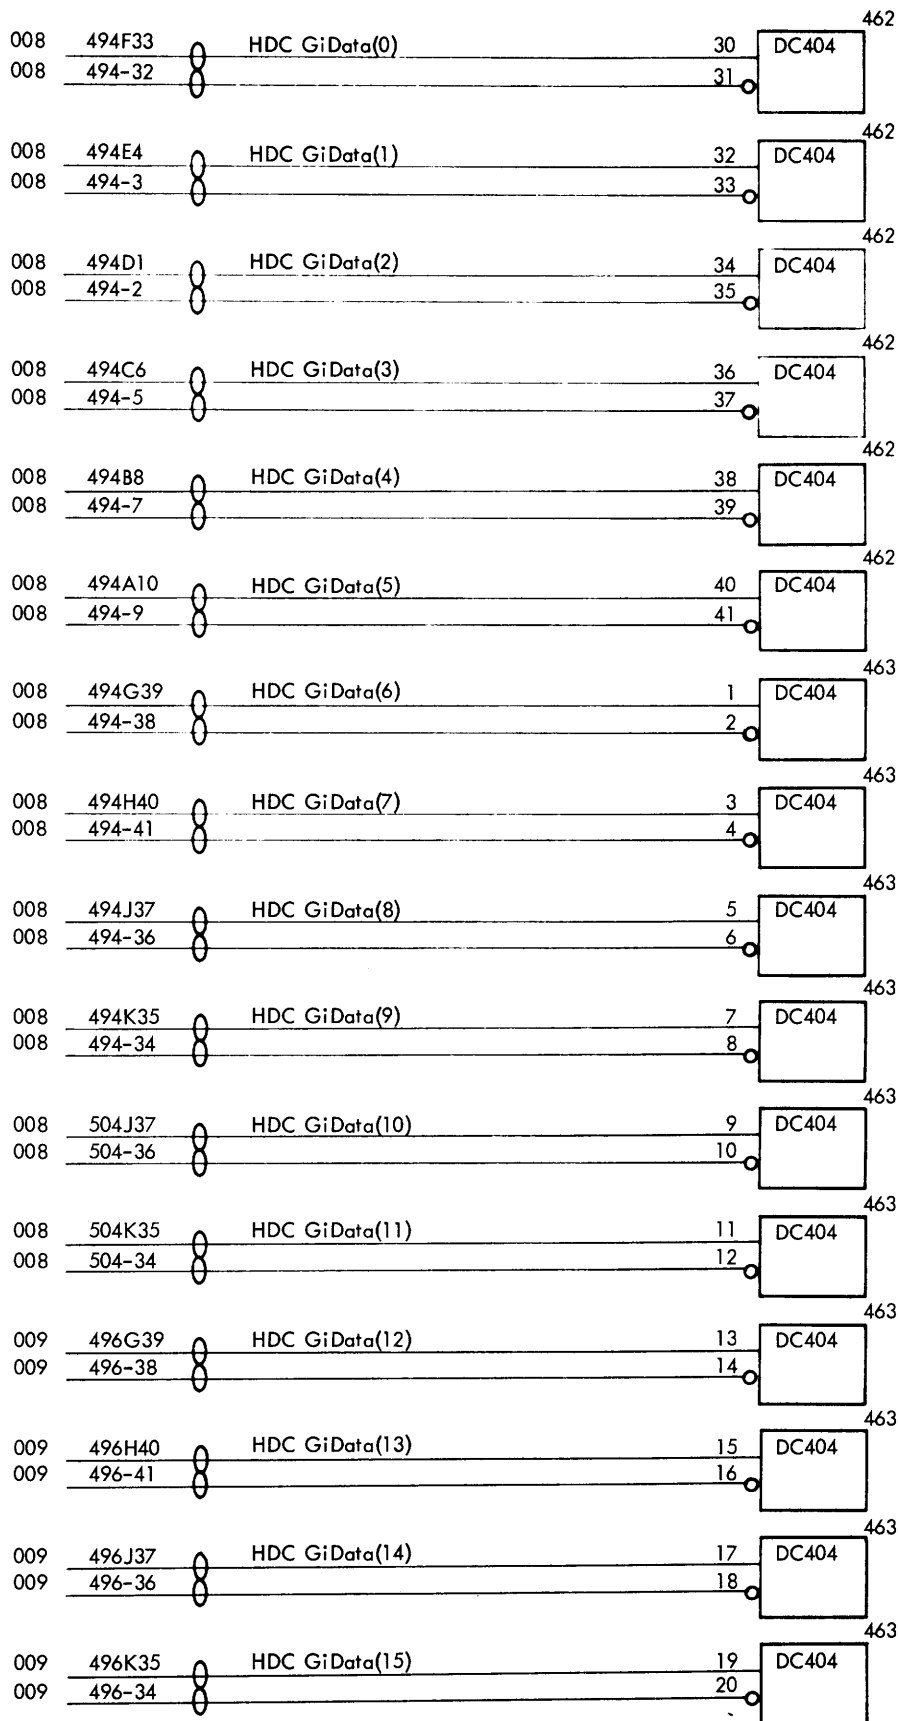 462
008 494F33 HDC GiData(0) 30 DC404
008 494-32 31
462
008 494E4 HDC GiData(1) 32 DC404
008 494-3 33
462
008 494D1 HDC GiData(2) 34 DC404
008 494-2 35
462
008 494C6 HDC GiData(3) 36 DC404
008 494-5 37
462
008 494B8 HDC GiData(4) 38 DC404
008 494-7 39
462
008 494A10 HDC GiData(5) 40 DC404
008 494-9 41
463
008 494G39 HDC GiData(6) 1 DC404
008 494-38 2
463
008 494H40 HDC GiData(7) 3 DC404
008 494-41 4
463
008 494J37 HDC GiData(8) 5 DC404
008 494-36 6
463
008 494K35 HDC GiData(9) 7 DC404
008 494-34 8
463
008 504J37 HDC GiData(10) 9 DC404
008 504-36 10
463
008 504K35 HDC GiData(11) 11 DC404
008 504-34 12
463
009 496G39 HDC GiData(12) 13 DC404
009 496-38 14
463
009 496H40 HDC GiData(13) 15 DC404
009 496-41 16
463
009 496J37 HDC GiData(14) 17 DC404
009 496-36 18
463
009 496K35 HDC GiData(15) 19 DC404
009 496-34 20